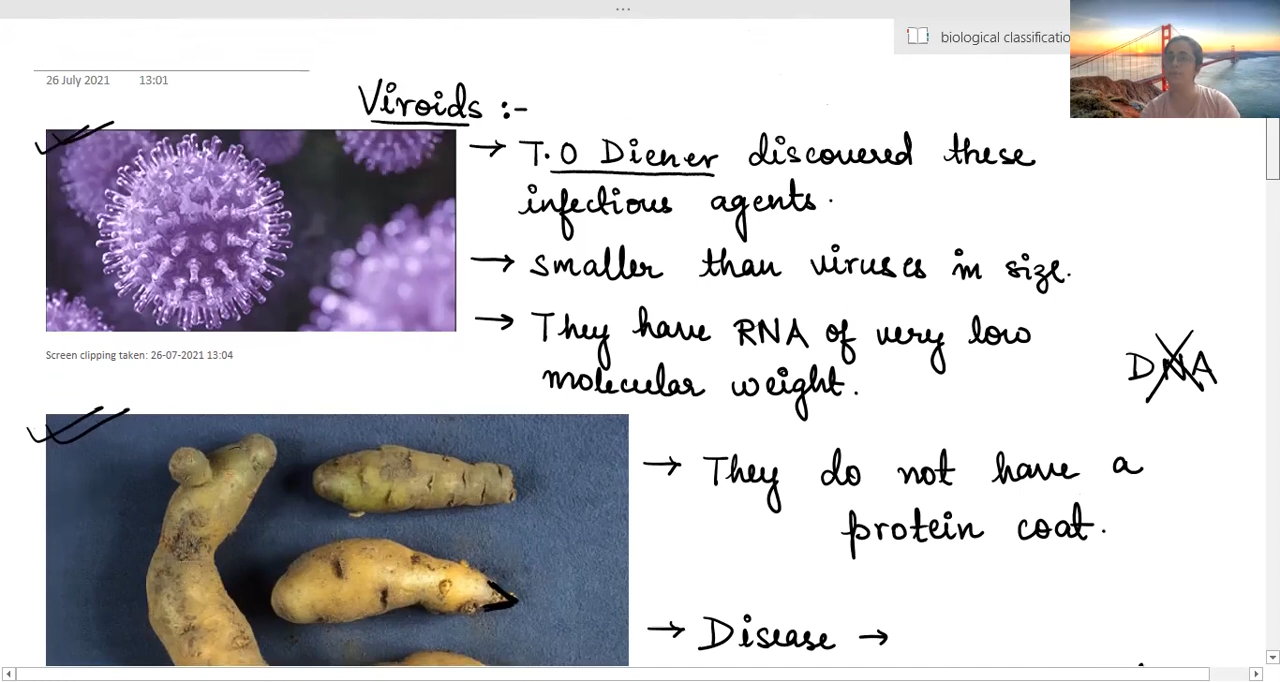 biological classificatio
26 July 2021 13:01
Viroids :-
→ T.O Diener discovered these
infectious agents.
→ smaller than viruses in size.
→ They have RNA of very low
molecular weight.
DNA
Screen clipping taken: 26-07-2021 13:04
→ They do not have a
protein coat.
→ Disease →